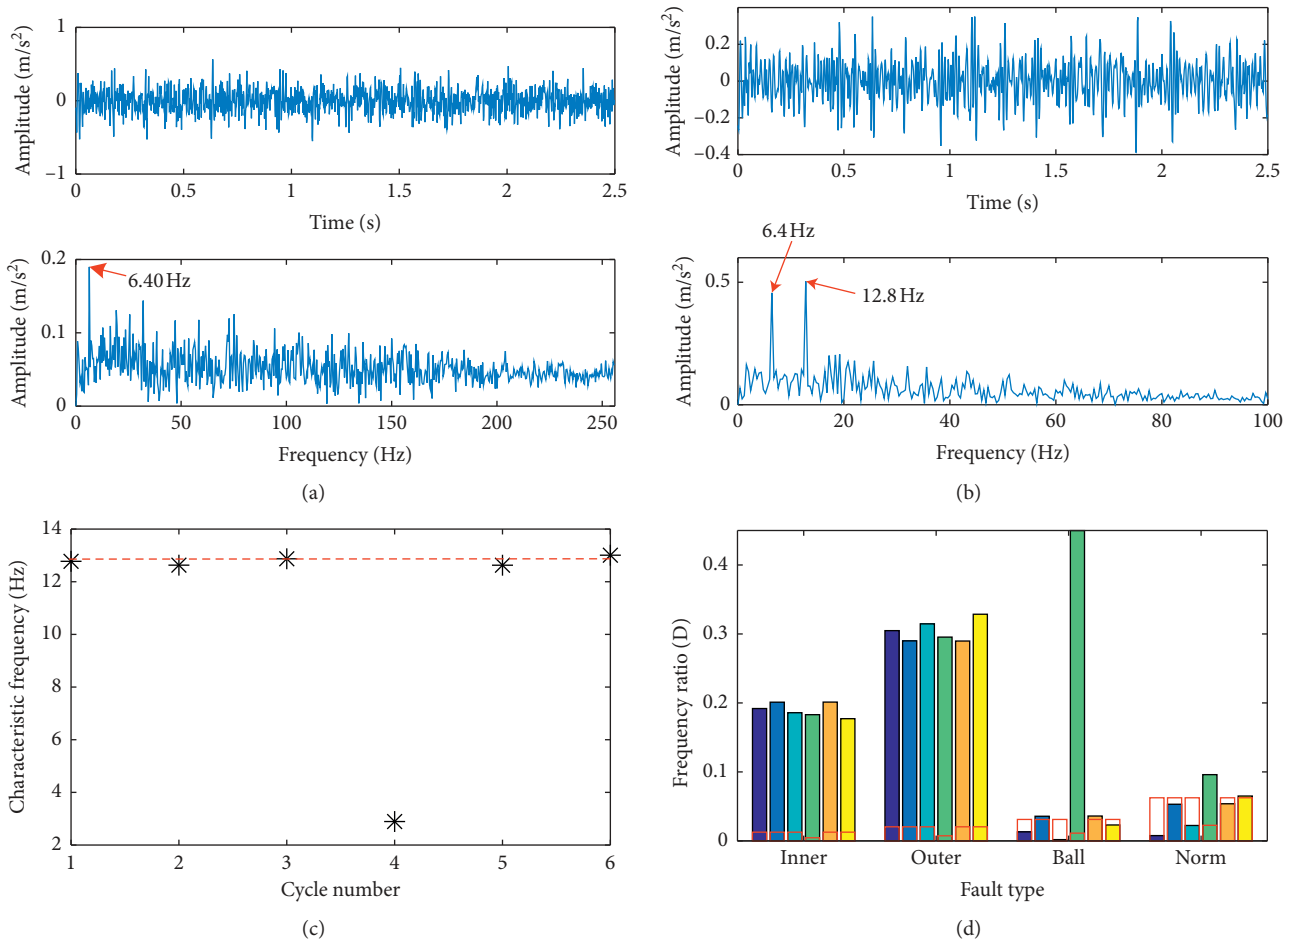 1
0
−1
Amplitude (m/s²)
0 0.5 1 1.5 2 2.5
Time (s)
0.2
0
−0.2
−0.4
Amplitude (m/s²)
0 0.5 1 1.5 2 2.5
Time (s)
0.2
0.1
0
Amplitude (m/s²)
6.40 Hz
0 50 100 150 200 250
Frequency (Hz)
(a)
6.4 Hz
12.8 Hz
0.5
0
Amplitude (m/s²)
0 20 40 60 80 100
Frequency (Hz)
(b)
14
12
10
8
6
4
2
Characteristic frequency (Hz)
1 2 3 4 5 6
Cycle number
(c)
0.4
0.3
0.2
0.1
0
Frequency ratio (D)
Inner Outer Ball Norm
Fault type
(d)